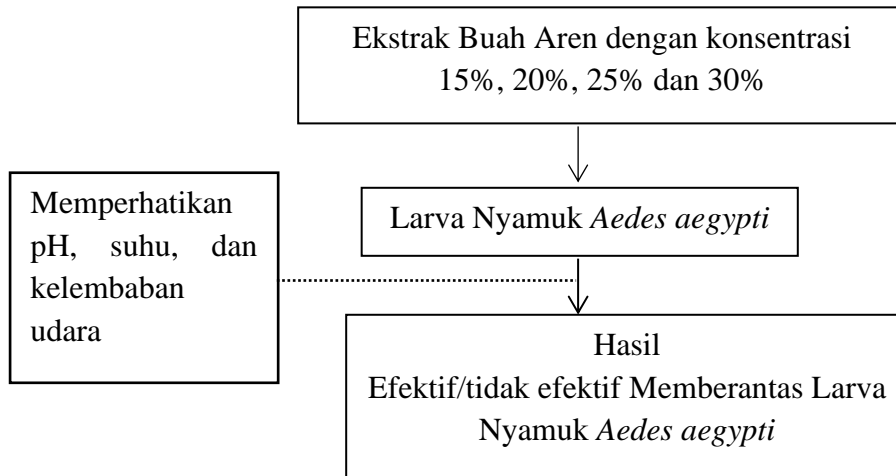 Ekstrak Buah Aren dengan konsentrasi
15%, 20%, 25% dan 30%
Memperhatikan
pH, suhu, dan
kelembaban
udara
Larva Nyamuk Aedes aegypti
Hasil
Efektif/tidak efektif Memberantas Larva
Nyamuk Aedes aegypti